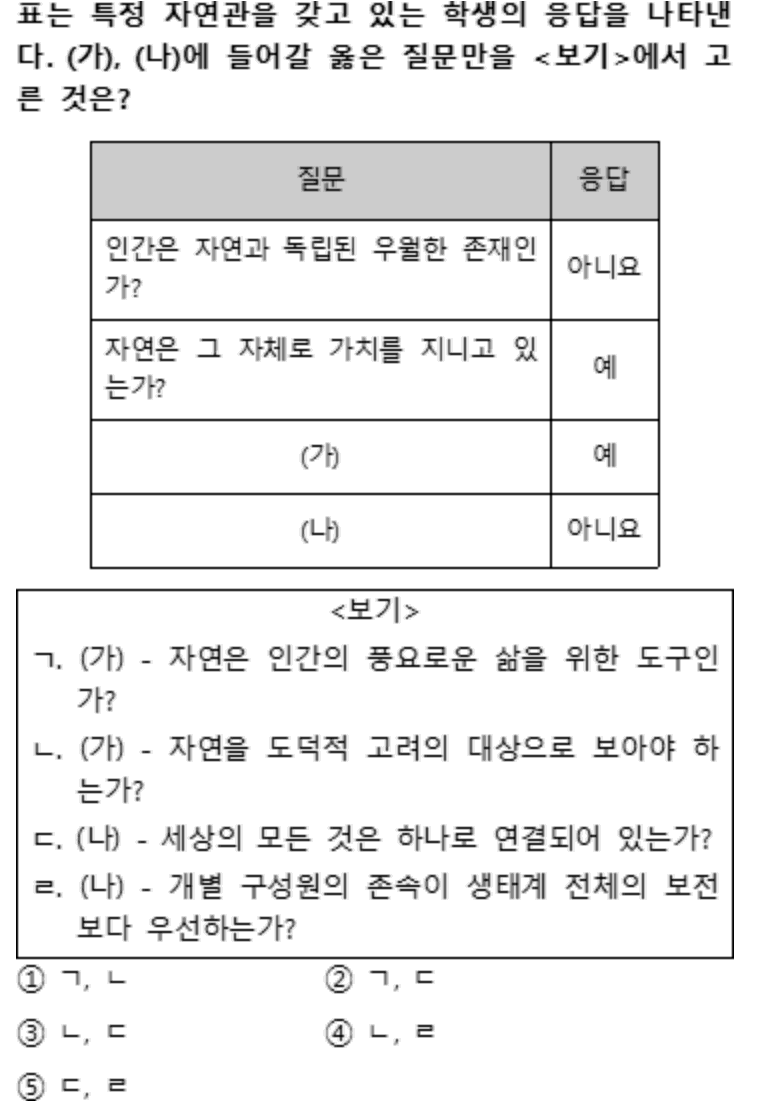 표는 특정 자연관을 갖고 있는 학생의 응답을 나타낸
다. (가), (나)에 들어갈 옳은 질문만을 <보기>에서 고
른 것은?
질문 응답
인간은 자연과 독립된 우월한 존재인
가?
아니요
자연은 그 자체로 가치를 지니고 있
는가?
예
(가) 예
(나) 아니요
<보기>
ㄱ. (가) - 자연은 인간의 풍요로운 삶을 위한 도구인
가?
ㄴ. (가) - 자연을 도덕적 고려의 대상으로 보아야 하
는가?
ㄷ. (나) - 세상의 모든 것은 하나로 연결되어 있는가?
ㄹ. (나) - 개별 구성원의 존속이 생태계 전체의 보전
보다 우선하는가?
① ㄱ, ㄴ ② ㄱ, ㄷ
③ ㄴ, ㄷ ④ ㄴ, ㄹ
⑤ ㄷ, ㄹ